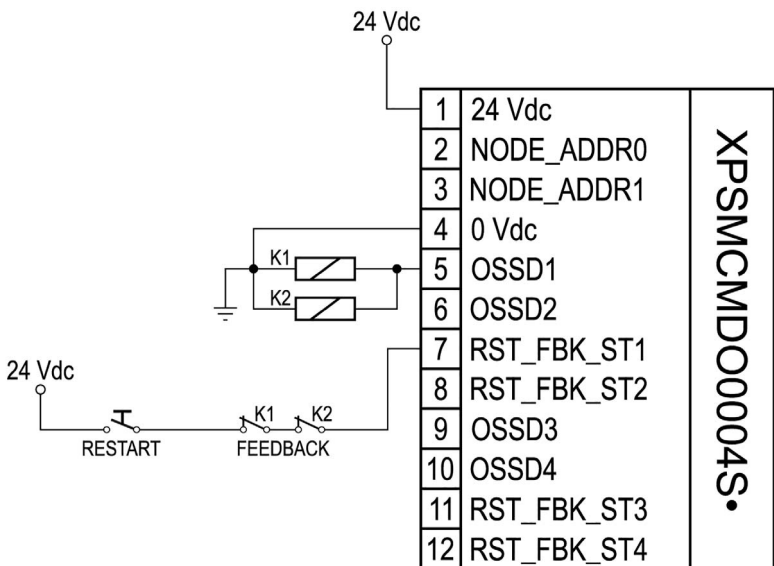 24 Vdc
1 24 Vdc
2 NODE_ADDR0
3 NODE_ADDR1
4 0 Vdc
K1
5 OSSD1
K2
6 OSSD2
7 RST_FBK_ST1
24 Vdc
8 RST_FBK_ST2
K1 K2
9 OSSD3
RESTART FEEDBACK
10 OSSD4
11 RST_FBK_ST3
12 RST_FBK_ST4
XPSMCMDO0004S•